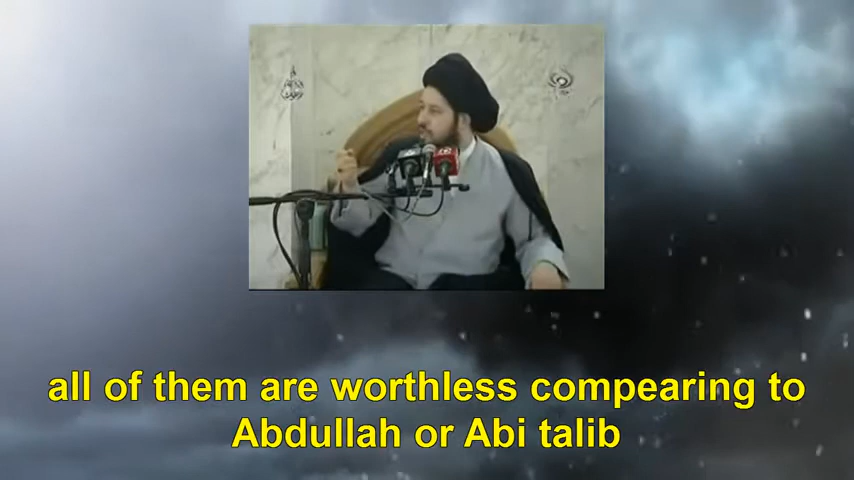 all of them are worthless compearing to
Abdullah or Abi talib